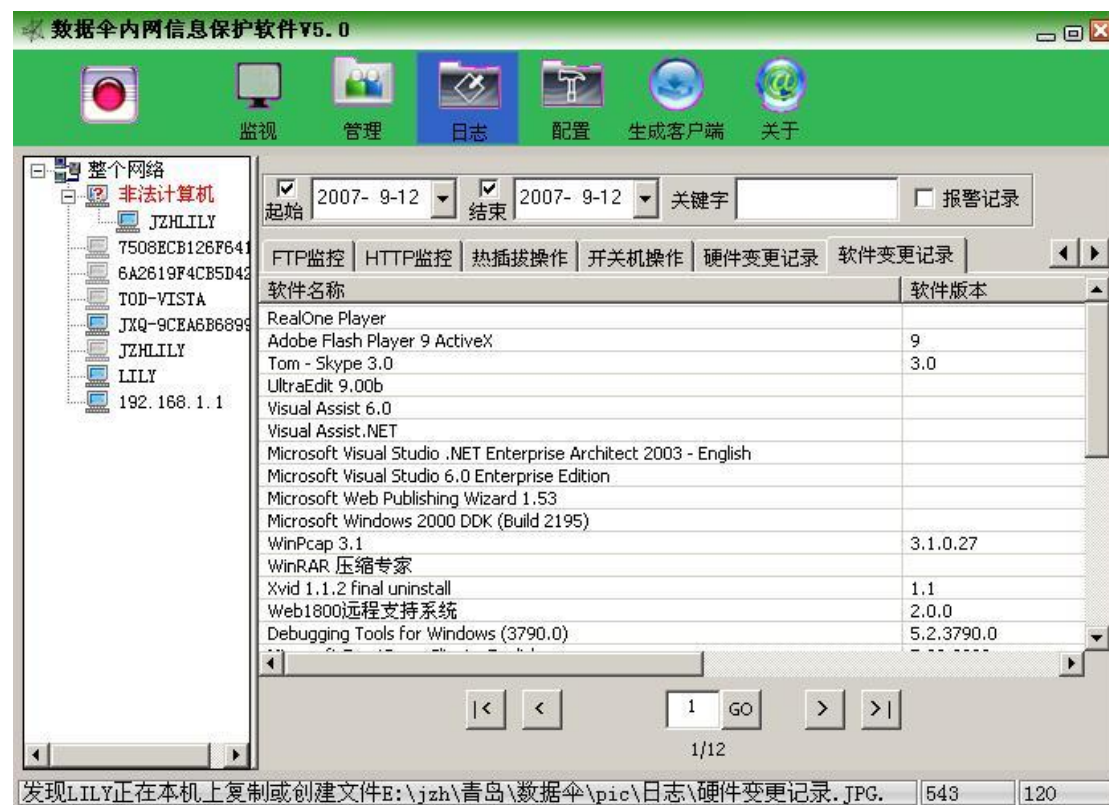 数据伞内网信息保护软件V5.0
监视 管理 日志 配置 生成客户端 关于
整个网络
非法计算机
JZHLILY
7508ECB126F641
6A2619F4CB5D42
TOD-VISTA
JXQ-9CEA6B6899
JZHLILY
LILY
192.168.1.1
起始 2007- 9-12 结束 2007- 9-12 关键字 报警记录
FTP监控 HTTP监控 热插拔操作 开关机操作 硬件变更记录 软件变更记录
软件名称 软件版本
RealOne Player
Adobe Flash Player 9 ActiveX 9
Tom - Skype 3.0 3.0
UltraEdit 9.00b
Visual Assist 6.0
Visual Assist.NET
Microsoft Visual Studio .NET Enterprise Architect 2003 - English
Microsoft Visual Studio 6.0 Enterprise Edition
Microsoft Web Publishing Wizard 1.53
Microsoft Windows 2000 DDK (Build 2195)
WinPcap 3.1 3.1.0.27
WinRAR 压缩专家
Xvid 1.1.2 final uninstall 1.1
Web1800远程支持系统 2.0.0
Debugging Tools for Windows (3790.0) 5.2.3790.0
|< < 1 GO > >|
1/12
发现LILY正在本机上复制或创建文件E:\jzh\青岛\数据伞\pic\日志\硬件变更记录.JPG. 543 120